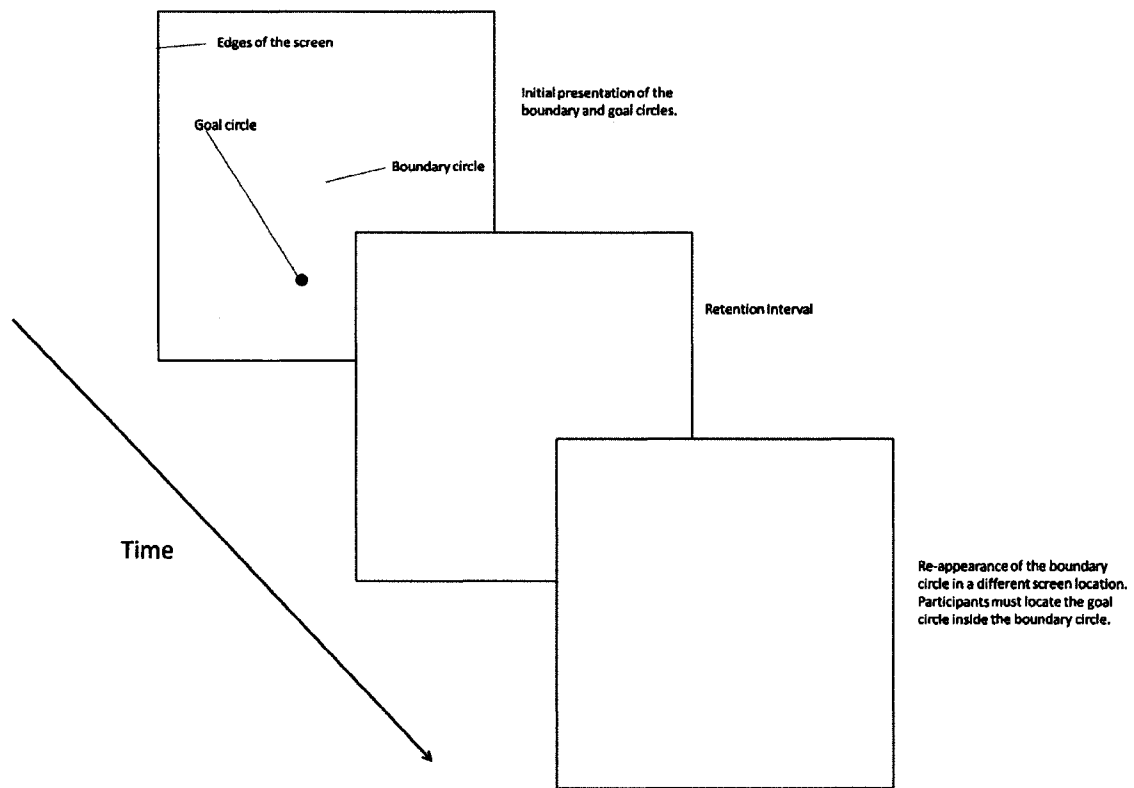 Edges of the screen
Initial presentation of the
boundary and goal circles.
Goal circle
Boundary circle
Retention Interval
Time
Re-appearance of the boundary
circle in a different screen location.
Participants must locate the goal
circle inside the boundary circle.